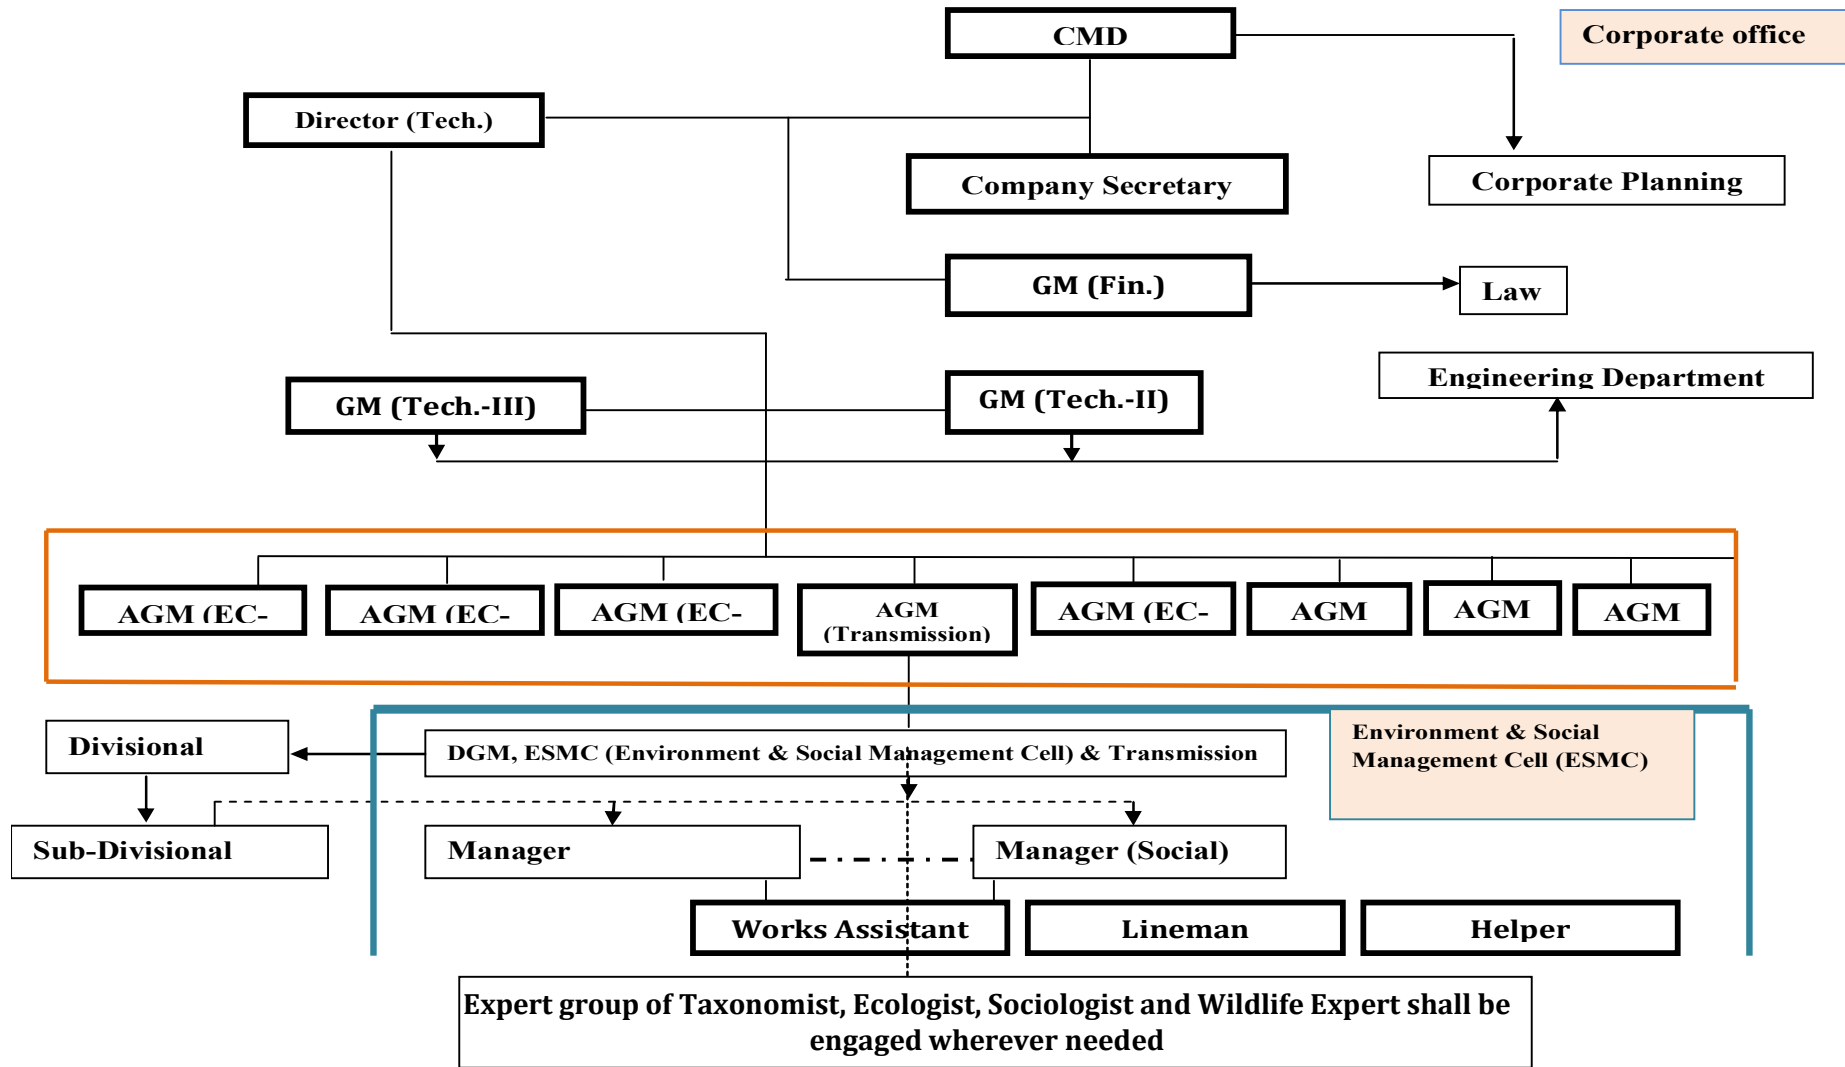 CMD
Corporate office
Director (Tech.)
Company Secretary
Corporate Planning
GM (Fin.)
Law
Engineering Department
GM (Tech.-III)
GM (Tech.-II)
AGM (EC-
AGM (EC-
AGM (EC-
AGM
(Transmission)
AGM (EC-
AGM
AGM
AGM
Divisional
DGM, ESMC (Environment & Social Management Cell) & Transmission
Environment & Social
Management Cell (ESMC)
Sub-Divisional
Manager
Manager (Social)
Works Assistant
Lineman
Helper
Expert group of Taxonomist, Ecologist, Sociologist and Wildlife Expert shall be
engaged wherever needed